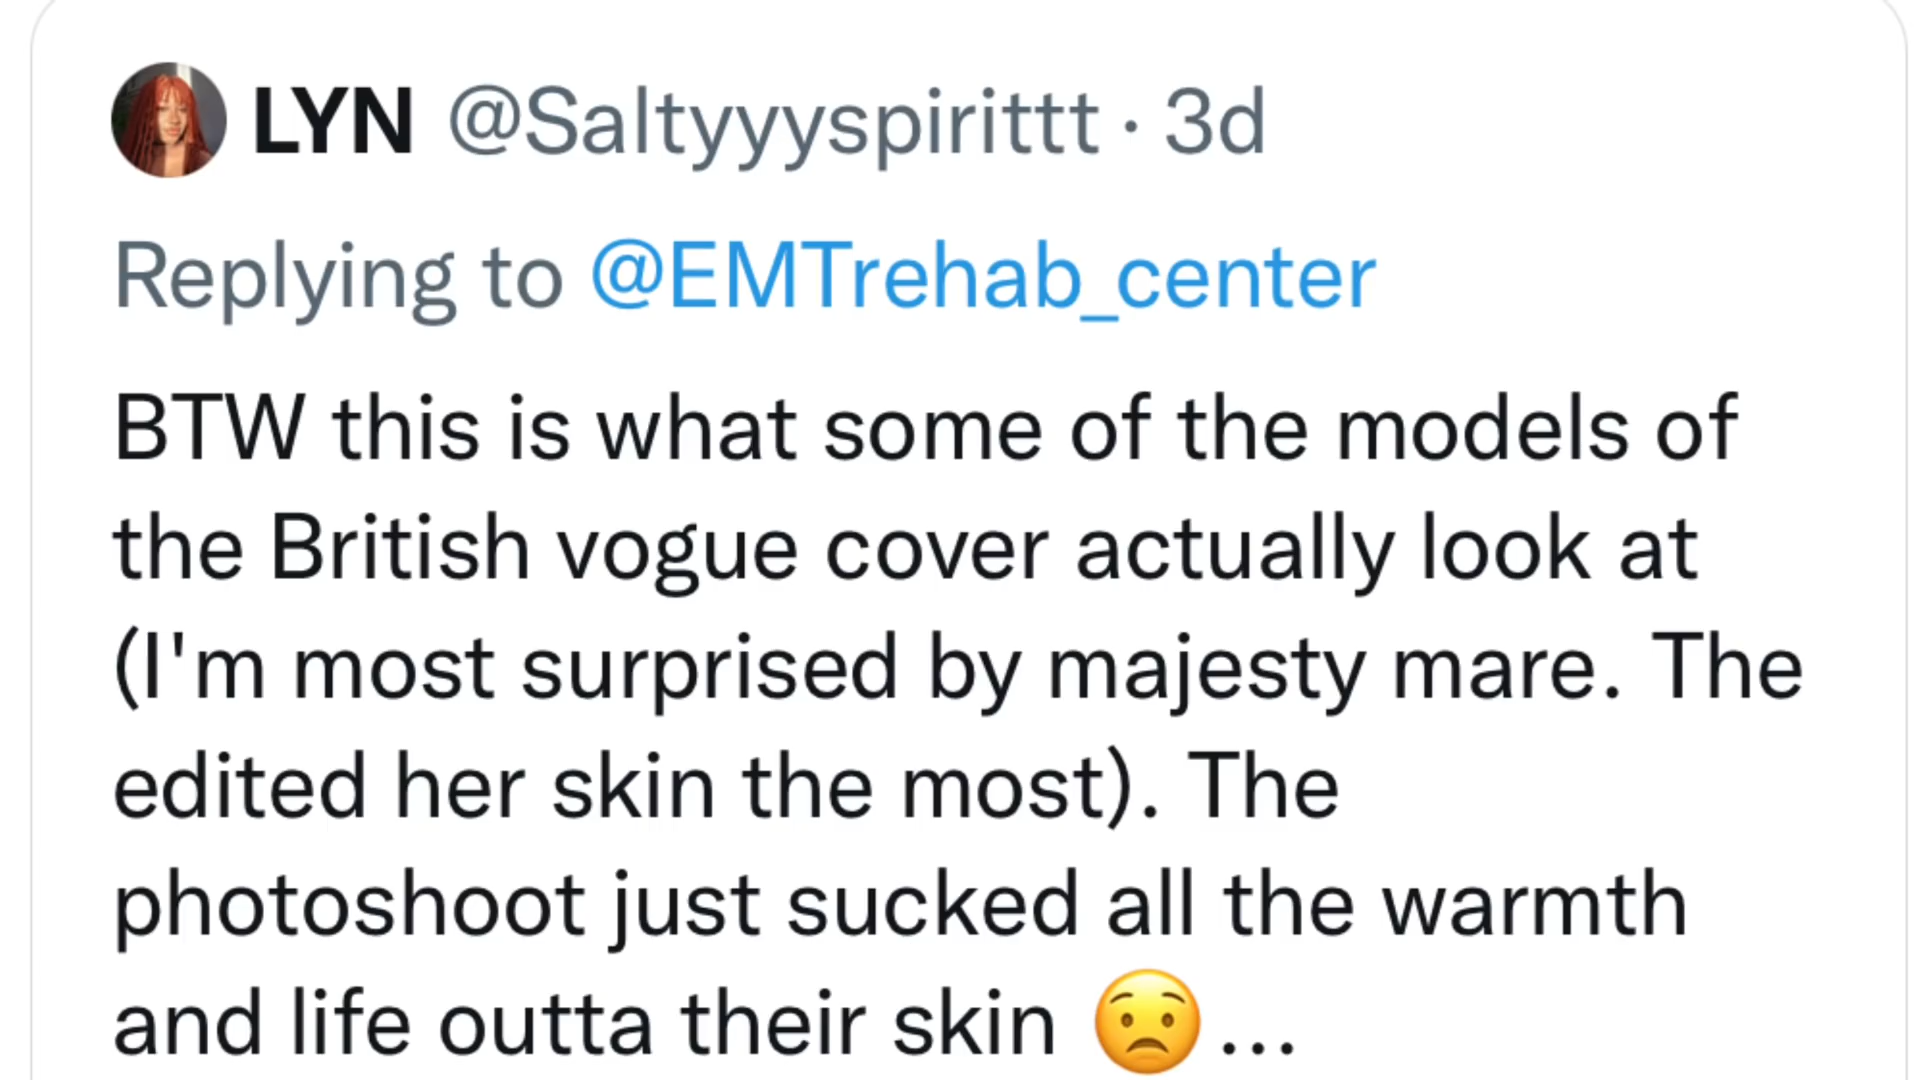 LYN @Saltyyyspirittt · 3d
Replying to @EMTrehab_center
BTW this is what some of the models of
the British vogue cover actually look at
(I'm most surprised by majesty mare. The
edited her skin the most). The
photoshoot just sucked all the warmth
and life outta their skin 😟...